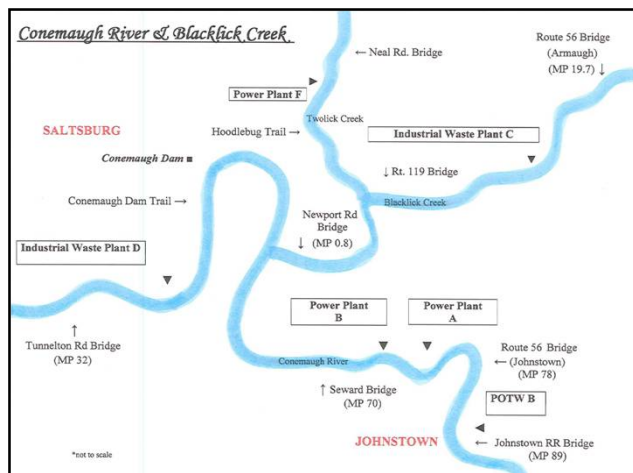 Conemaugh River & Blacklick Creek
Route 56 Bridge
(Armaugh)
(MP 19.7) ↓
← Neal Rd. Bridge
Power Plant F
SALTSBURG
Twolick Creek
Hoodlebug Trail →
Industrial Waste Plant C
Conemaugh Dam
↓ Rt. 119 Bridge
Conemaugh Dam Trail →
Blacklick Creek
Newport Rd
Bridge
(MP 0.8)
↓
Industrial Waste Plant D
Power Plant
B
Power Plant
A
↑
Tunnelton Rd Bridge
(MP 32)
Route 56 Bridge
← (Johnstown)
(MP 78)
Conemaugh River
↑ Seward Bridge
(MP 70)
POTW B
JOHNSTOWN
← Johnstown RR Bridge
(MP 89)
*not to scale